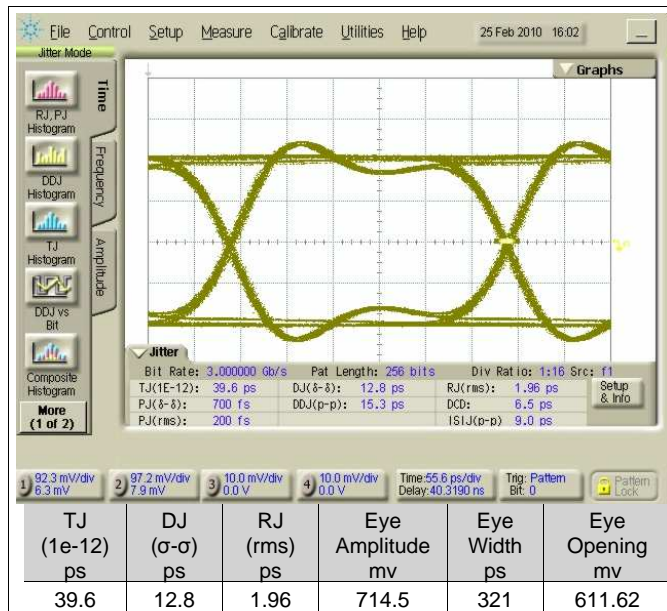 File Control Setup Measure Calibrate Utilities Help 25 Feb 2010 16:02
Jitter Mode
Graphs
Time
Frequency
Amplitude
RJ, PJ
Histogram
DDJ
Histogram
TJ
Histogram
DDJ vs
Bit
Composite
Histogram
More
(1 of 2)
Jitter
Bit Rate: 3.000000 Gb/s Pat Length: 256 bits Div Ratio: 1:16 Src: f1
TJ(1E-12): 39.6 ps DJ(δ-δ): 12.8 ps RJ(rms): 1.96 ps
PJ(δ-δ): 700 fs DDJ(p-p): 15.3 ps DCD: 6.5 ps
PJ(rms): 200 fs ISIJ(p-p) 9.0 ps
Setup
& Info
1) 92.3 mV/div 2) 97.2 mV/div 3) 10.0 mV/div 4) 10.0 mV/div Time:55.6 ps/div Trig: Pattern Pattern
6.3 mV 7.9 mV 0.0 V 0.0 V Delay:40.3190 ns Bit: 0 Lock
TJ DJ RJ Eye Eye Eye
(1e-12) (σ-σ) (rms) Amplitude Width Opening
ps ps ps mv ps mv
39.6 12.8 1.96 714.5 321 611.62